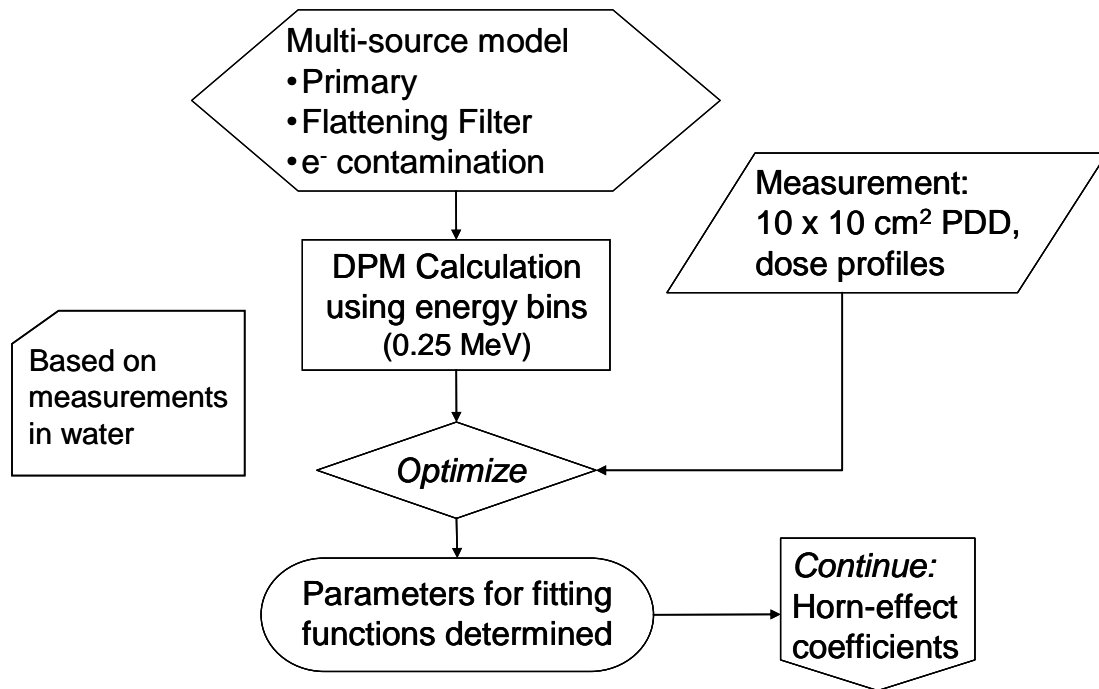 Multi-source model
•Primary
•Flattening Filter
•e⁻ contamination
Measurement:
10 x 10 cm² PDD,
dose profiles
DPM Calculation
using energy bins
(0.25 MeV)
Based on
measurements
in water
Optimize
Parameters for fitting
functions determined
Continue:
Horn-effect
coefficients